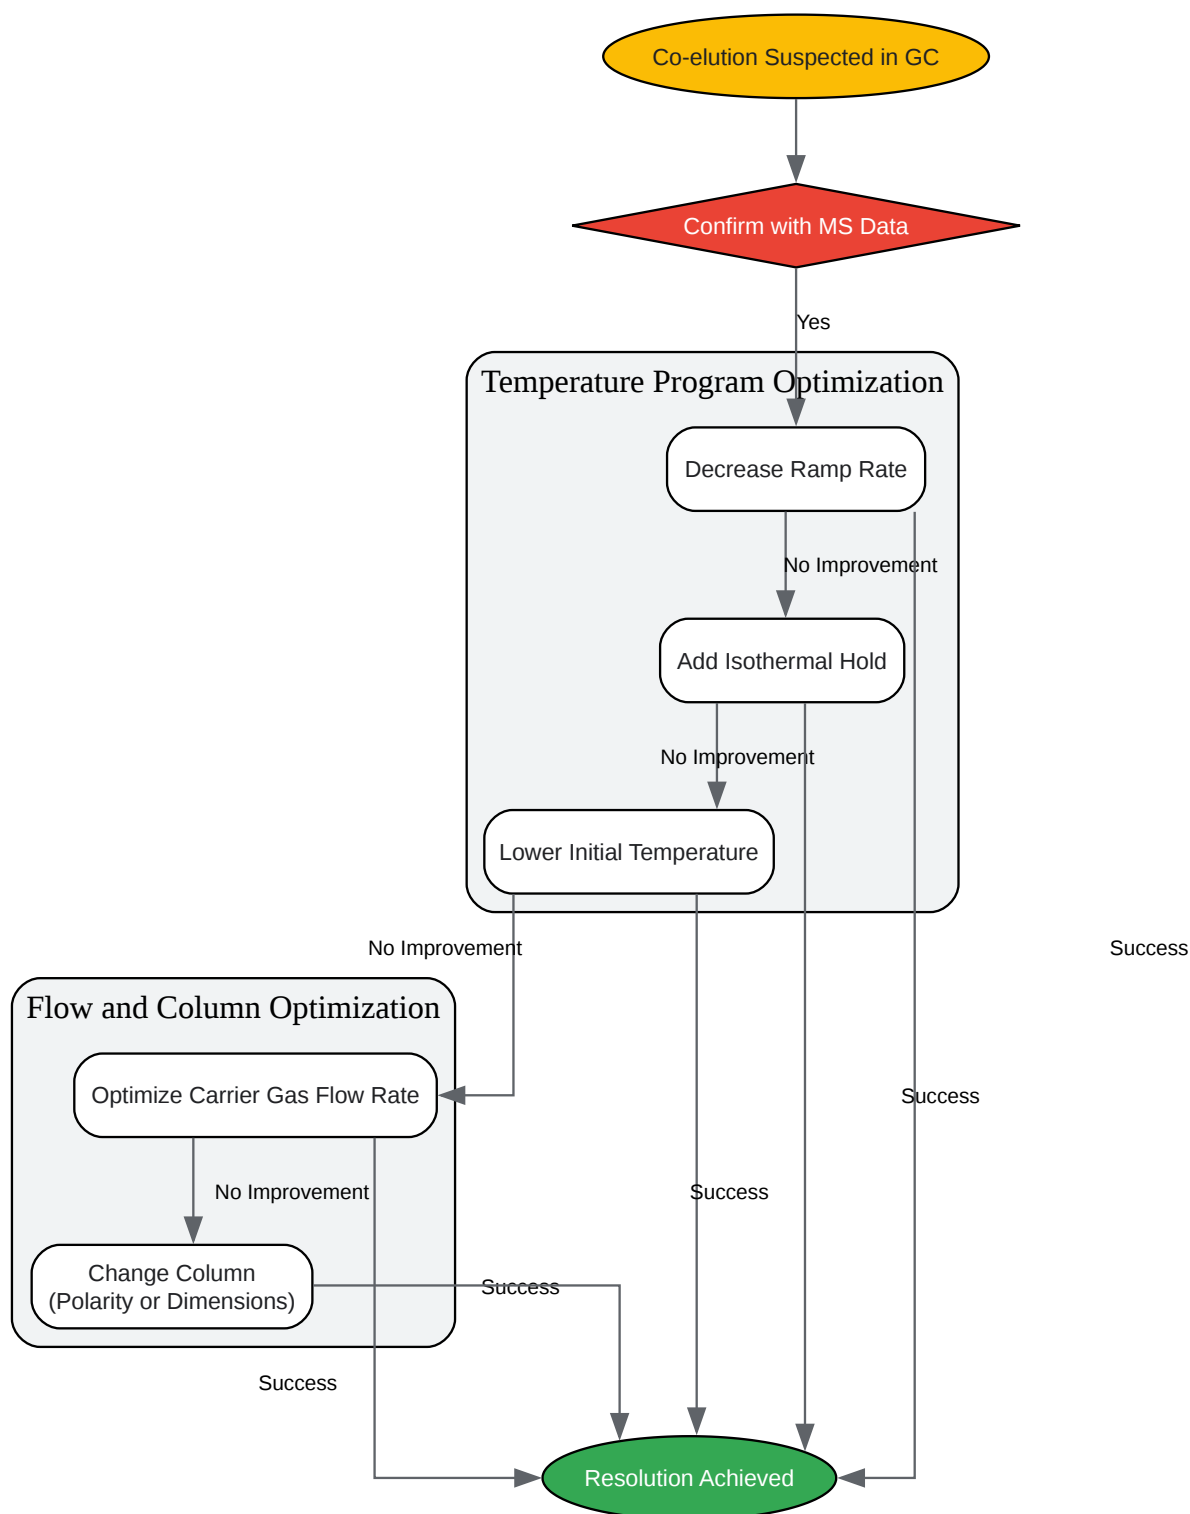 Co-elution Suspected in GC
Confirm with MS Data
Yes
Temperature Program Optimization
Decrease Ramp Rate
No Improvement
Add Isothermal Hold
No Improvement
Lower Initial Temperature
No Improvement
Success
Flow and Column Optimization
Optimize Carrier Gas Flow Rate
Success
No Improvement
Success
Change Column
(Polarity or Dimensions)
Success
Success
Resolution Achieved